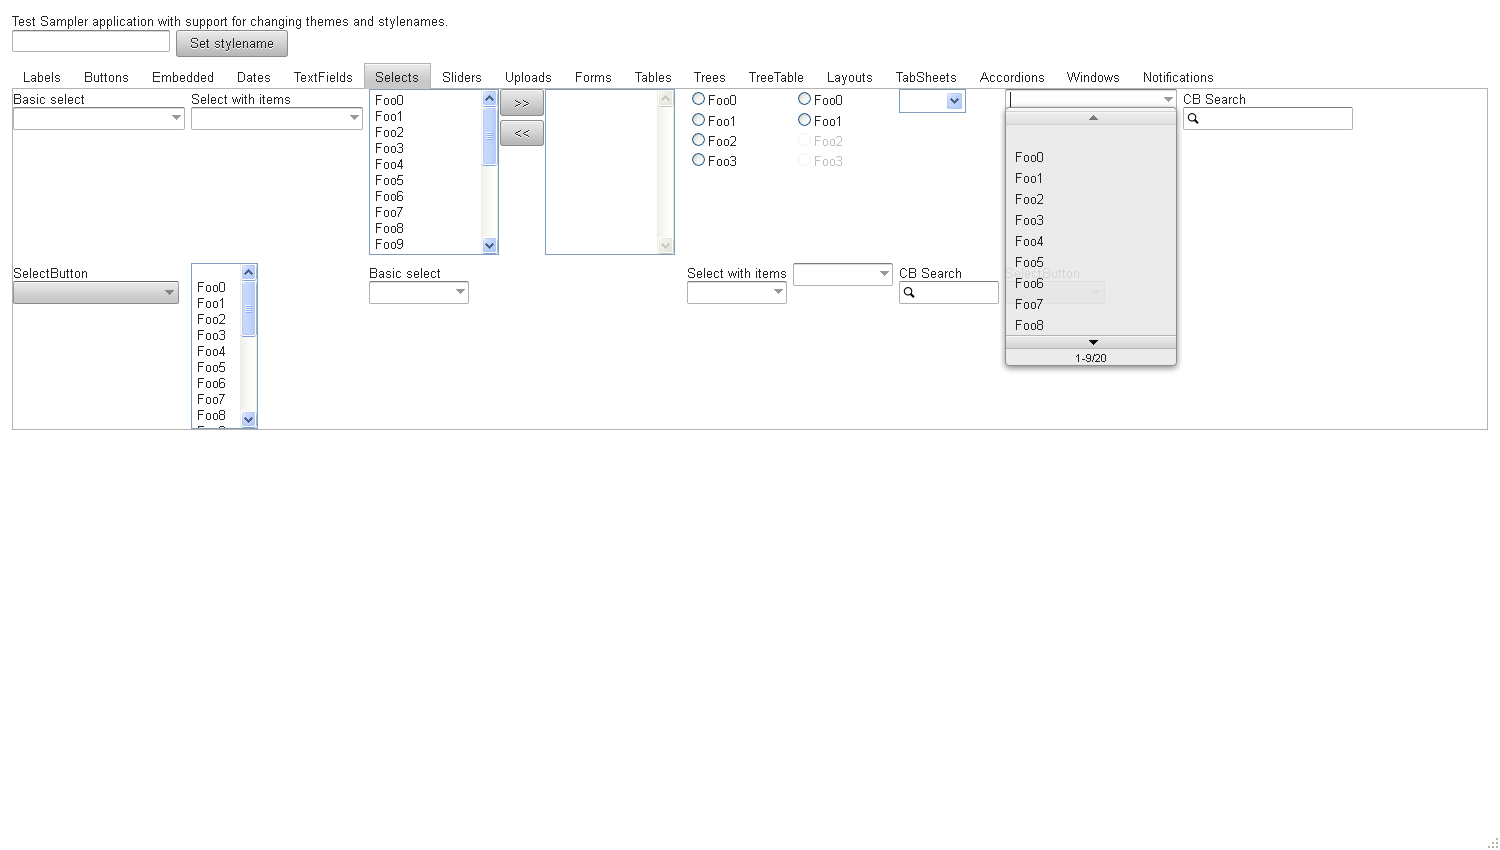 Test Sampler application with support for changing themes and stylenames.
Set stylename
Labels Buttons Embedded Dates TextFields Selects Sliders Uploads Forms Tables Trees TreeTable Layouts TabSheets Accordions Windows Notifications
Basic select
Select with items
Foo0
Foo1
Foo2
Foo3
Foo4
Foo5
Foo6
Foo7
Foo8
Foo9
>>
<<
Foo0
Foo1
Foo2
Foo3
Foo0
Foo1
Foo2
Foo3
CB Search
Foo0
Foo1
Foo2
Foo3
Foo4
Foo5
Foo6
Foo7
Foo8
1-9/20
SelectButton
Foo0
Foo1
Foo2
Foo3
Foo4
Foo5
Foo6
Foo7
Foo8
Basic select
Select with items
CB Search
SelectButton